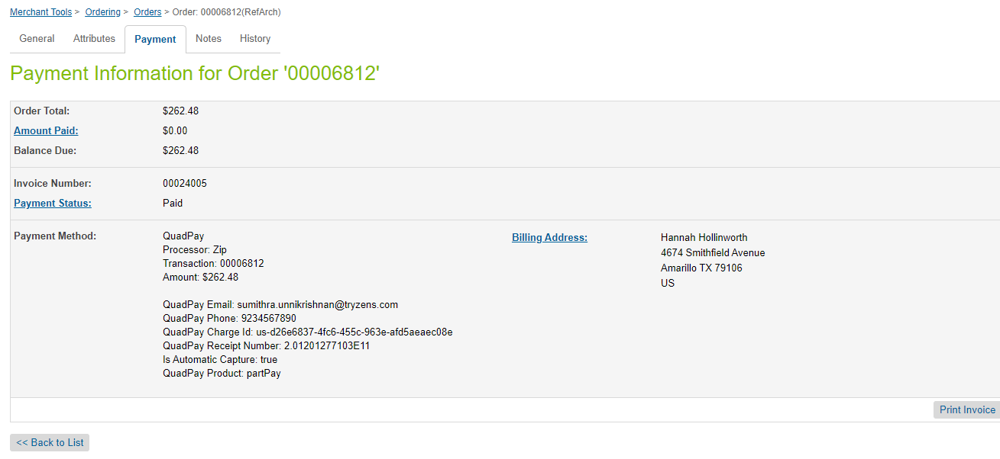 Merchant Tools > Ordering > Orders > Order: 00006812(RefArch)
General Attributes Payment Notes History
Payment Information for Order '00006812'
Order Total: $262.48
Amount Paid: $0.00
Balance Due: $262.48
Invoice Number: 00024005
Payment Status: Paid
Payment Method: QuadPay
Processor: Zip
Transaction: 00006812
Amount: $262.48
QuadPay Email: sumithra.unnikrishnan@tryzens.com
QuadPay Phone: 9234567890
QuadPay Charge Id: us-d26e6837-4fc6-455c-963e-afd5aeaec08e
QuadPay Receipt Number: 2.01201277103E11
Is Automatic Capture: true
QuadPay Product: partPay
Billing Address: Hannah Hollinworth
4674 Smithfield Avenue
Amarillo TX 79106
US
Print Invoice
<< Back to List